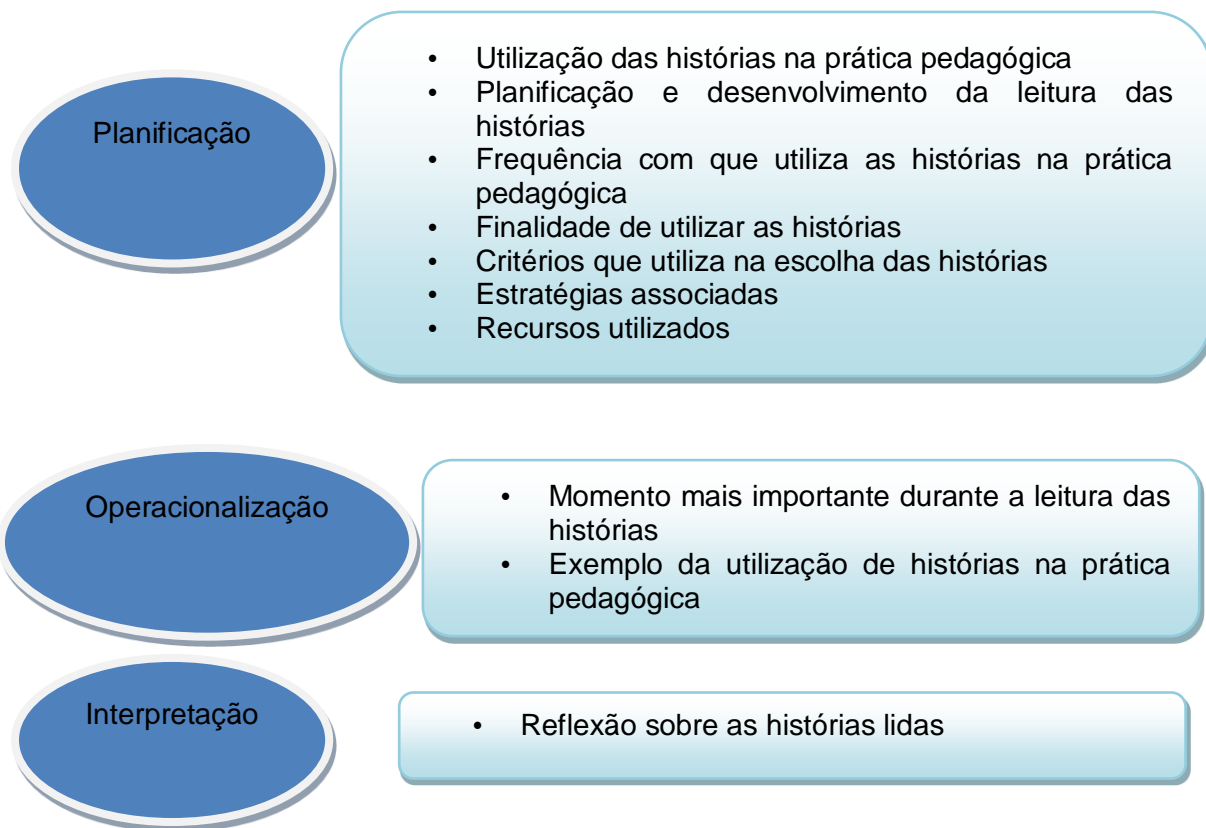 Planificação
• Utilização das histórias na prática pedagógica
• Planificação e desenvolvimento da leitura das
histórias
• Frequência com que utiliza as histórias na prática
pedagógica
• Finalidade de utilizar as histórias
• Critérios que utiliza na escolha das histórias
• Estratégias associadas
• Recursos utilizados
Operacionalização
• Momento mais importante durante a leitura das
histórias
• Exemplo da utilização de histórias na prática
pedagógica
Interpretação
• Reflexão sobre as histórias lidas